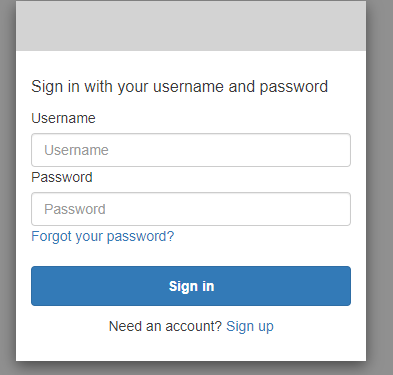 Sign in with your username and password
Username
Username
Password
Password
Forgot your password?
Sign in
Need an account? Sign up